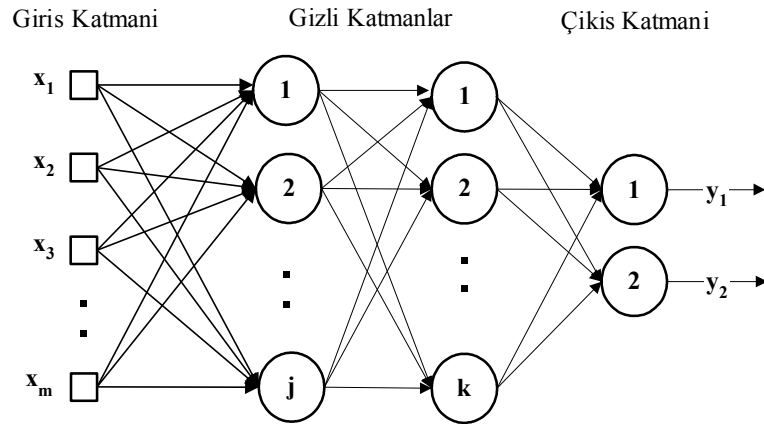 Giris Katmani Gizli Katmanlar Çikis Katmani
x1 1 1
x2 2 2 1 y1
x3 2 y2
xm j k